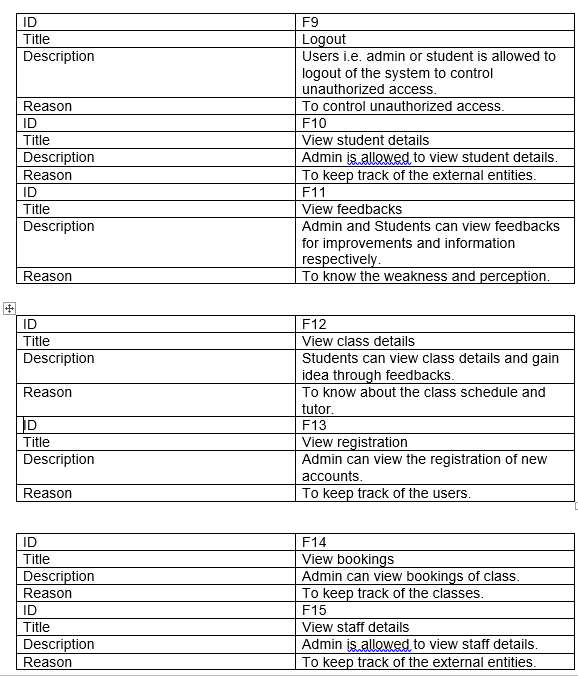 ID F9
Title Logout
Description Users i.e. admin or student is allowed to
logout of the system to control
unauthorized access.
Reason To control unauthorized access.
ID F10
Title View student details
Description Admin is allowed to view student details.
Reason To keep track of the external entities.
ID F11
Title View feedbacks
Description Admin and Students can view feedbacks
for improvements and information
respectively.
Reason To know the weakness and perception.
ID F12
Title View class details
Description Students can view class details and gain
idea through feedbacks.
Reason To know about the class schedule and
tutor.
ID F13
Title View registration
Description Admin can view the registration of new
accounts.
Reason To keep track of the users.
ID F14
Title View bookings
Description Admin can view bookings of class.
Reason To keep track of the classes.
ID F15
Title View staff details
Description Admin is allowed to view staff details.
Reason To keep track of the external entities.